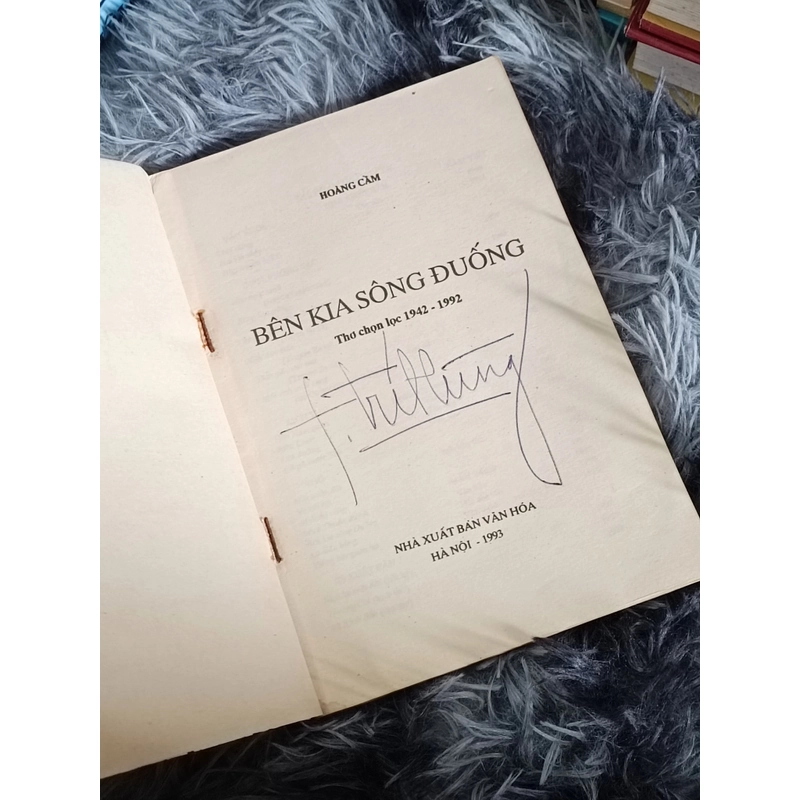 HOÀNG CẦM
BÊN KIA SÔNG ĐUỐNG
Thơ chọn lọc 1942 - 1992
NHÀ XUẤT BẢN VĂN HÓA
HÀ NỘI - 1993